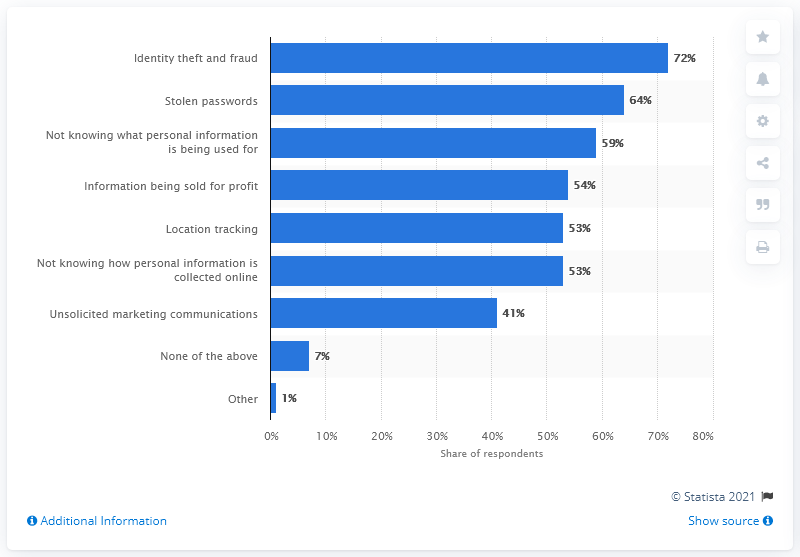 Identity theft and fraud 72%
Stolen passwords 64%
Not knowing what personal information
is being used for 59%
Information being sold for profit 54%
Location tracking 53%
Not knowing how personal information is
collected online 53%
Unsolicited marketing communications 41%
None of the above 7%
Other 1%
0% 10% 20% 30% 40% 50% 60% 70% 80%
Share of respondents
© Statista 2021
Additional Information Show source